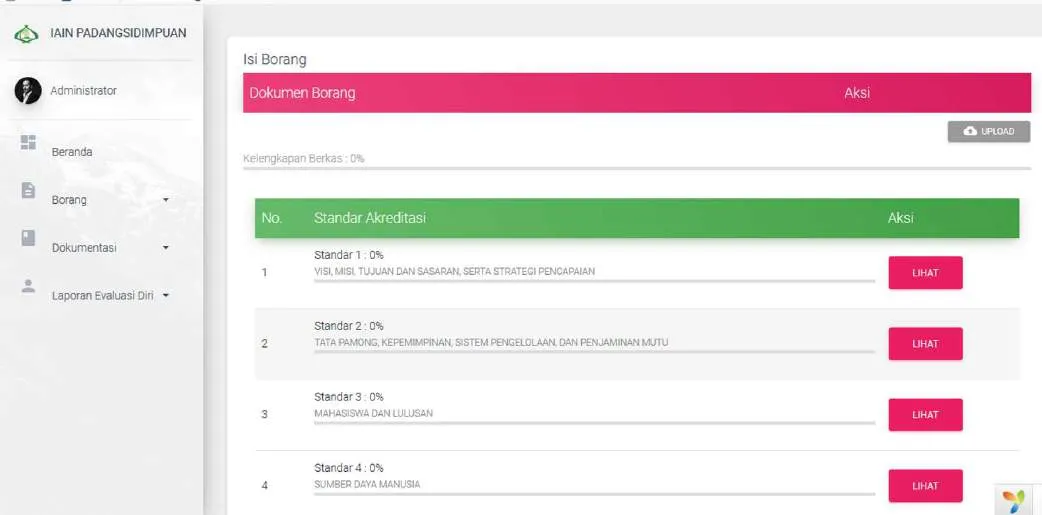 IAIN PADANGSIDIMPUAN
Administrator
Beranda
Borang
Dokumentasi
Laporan Evaluasi Diri
Isi Borang
Dokumen Borang Aksi
UPLOAD
Kelengkapan Berkas : 0%
No. Standar Akreditasi Aksi
Standar 1 : 0%
1 VISI, MISI, TUJUAN DAN SASARAN, SERTA STRATEGI PENCAPAIAN LIHAT
Standar 2 : 0%
2 TATA PAMONG, KEPEMIMPINAN, SISTEM PENGELOLAAN, DAN PENJAMINAN MUTU LIHAT
Standar 3 : 0%
3 MAHASISWA DAN LULUSAN LIHAT
Standar 4 : 0%
4 SUMBER DAYA MANUSIA LIHAT